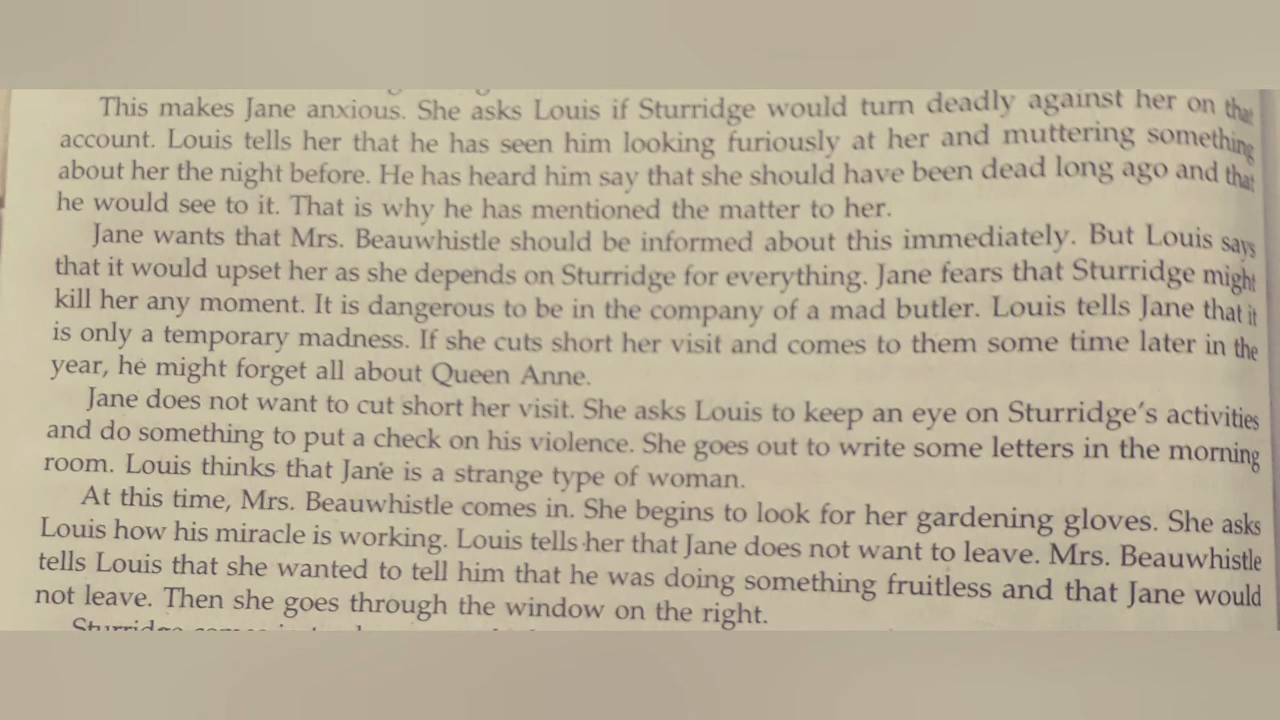 This makes Jane anxious. She asks Louis if Sturridge would turn deadly against her on that
account. Louis tells her that he has seen him looking furiously at her and muttering something
about her the night before. He has heard him say that she should have been dead long ago and that
he would see to it. That is why he has mentioned the matter to her.
Jane wants that Mrs. Beauwhistle should be informed about this immediately. But Louis says
that it would upset her as she depends on Sturridge for everything. Jane fears that Sturridge might
kill her any moment. It is dangerous to be in the company of a mad butler. Louis tells Jane that it
is only a temporary madness. If she cuts short her visit and comes to them some time later in the
year, he might forget all about Queen Anne.
Jane does not want to cut short her visit. She asks Louis to keep an eye on Sturridge's activities
and do something to put a check on his violence. She goes out to write some letters in the morning
room. Louis thinks that Jane is a strange type of woman.
At this time, Mrs. Beauwhistle comes in. She begins to look for her gardening gloves. She asks
Louis how his miracle is working. Louis tells her that Jane does not want to leave. Mrs. Beauwhistle
tells Louis that she wanted to tell him that he was doing something fruitless and that Jane would
not leave. Then she goes through the window on the right.
Sturridge comes in